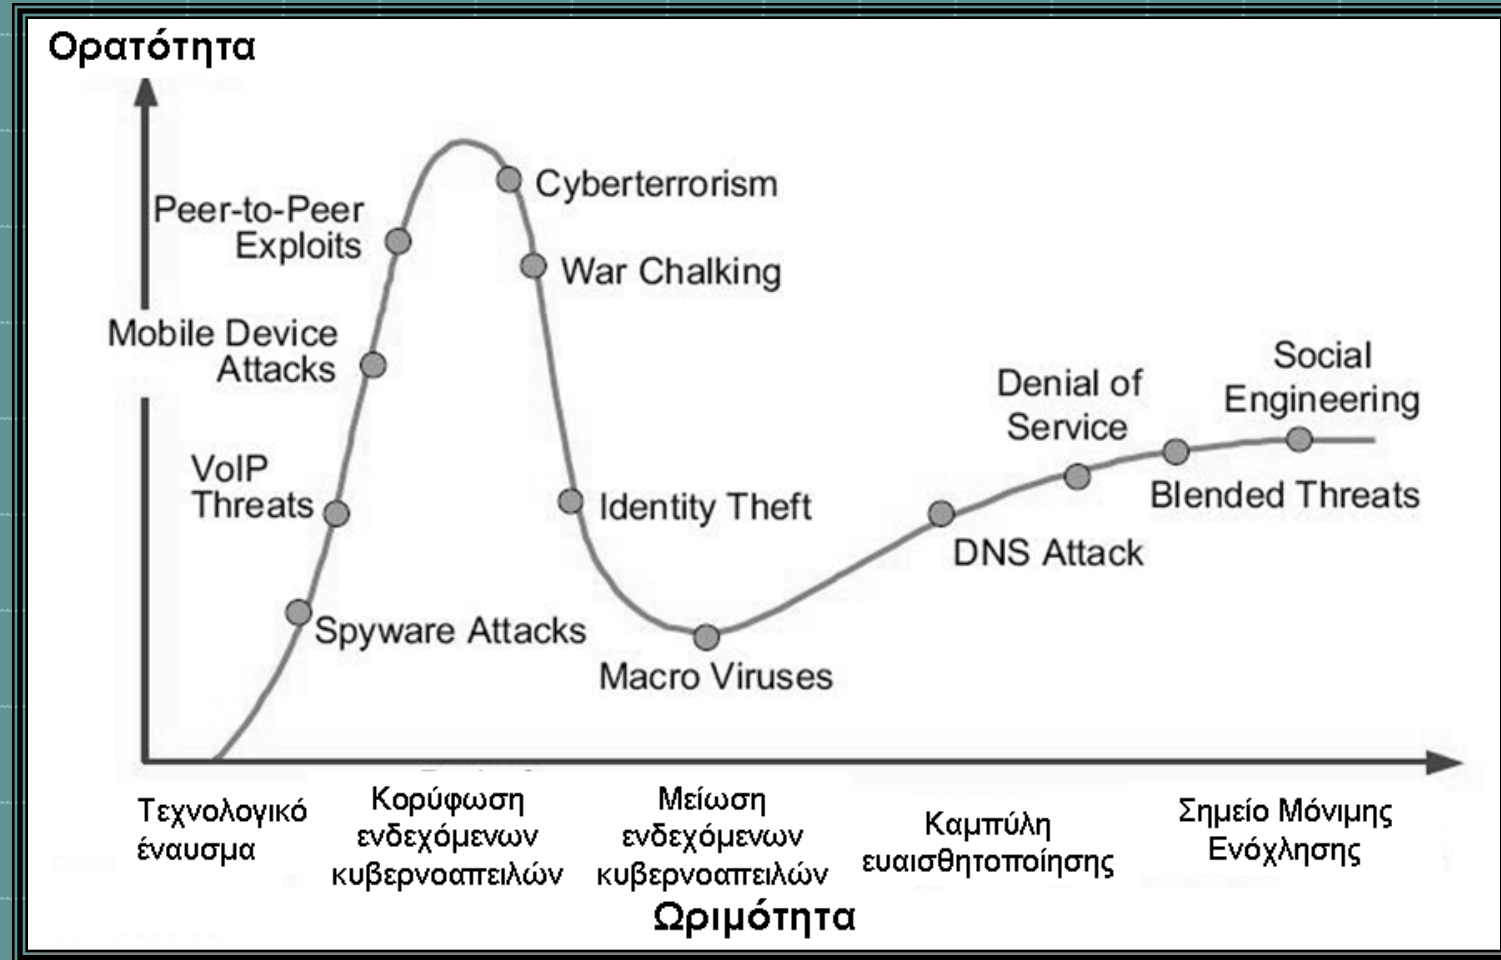 Ορατότητα
Peer-to-Peer
Exploits
Cyberterrorism
War Chalking
Mobile Device
Attacks
VoIP
Threats
Identity Theft
Spyware Attacks
Macro Viruses
Denial of
Service
Social
Engineering
Blended Threats
DNS Attack
Τεχνολογικό
έναυσμα
Κορύφωση
ενδεχόμενων
κυβερνοαπειλών
Μείωση
ενδεχόμενων
κυβερνοαπειλών
Καμπύλη
ευαισθητοποίησης
Σημείο Μόνιμης
Ενόχλησης
Ωριμότητα